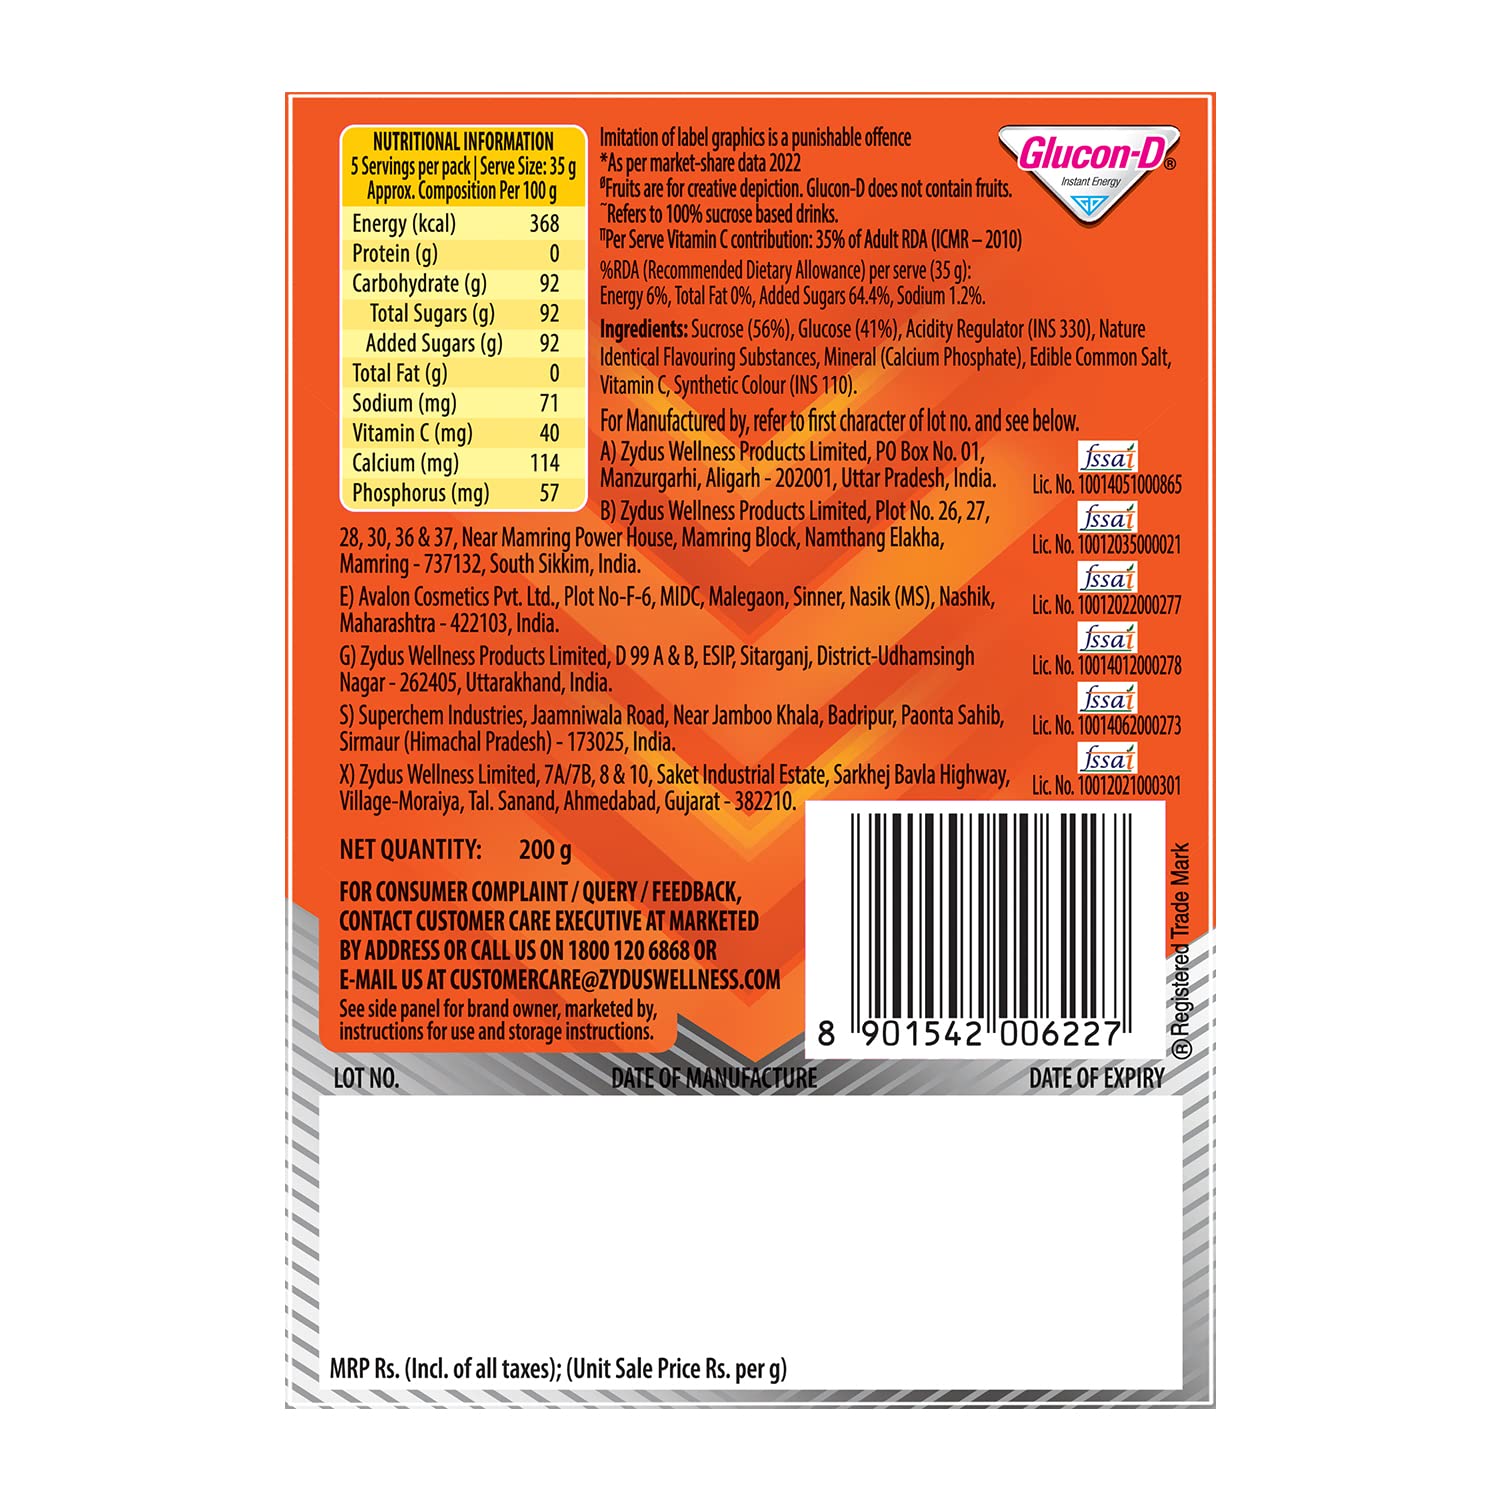 NUTRITIONAL INFORMATION
5 Servings per pack | Serve Size: 35 g
Approx. Composition Per 100 g
Energy (kcal) 368
Protein (g) 0
Carbohydrate (g) 92
Total Sugars (g) 92
Added Sugars (g) 92
Total Fat (g) 0
Sodium (mg) 71
Vitamin C (mg) 40
Calcium (mg) 114
Phosphorus (mg) 57
Imitation of label graphics is a punishable offence
*As per market-share data 2022
øFruits are for creative depiction. Glucon-D does not contain fruits.
~Refers to 100% sucrose based drinks.
πPer Serve Vitamin C contribution: 35% of Adult RDA (ICMR – 2010)
%RDA (Recommended Dietary Allowance) per serve (35 g):
Energy 6%, Total Fat 0%, Added Sugars 64.4%, Sodium 1.2%.
Glucon-D®
Instant Energy
Ingredients: Sucrose (56%), Glucose (41%), Acidity Regulator (INS 330), Nature
Identical Flavouring Substances, Mineral (Calcium Phosphate), Edible Common Salt,
Vitamin C, Synthetic Colour (INS 110).
For Manufactured by, refer to first character of lot no. and see below.
A) Zydus Wellness Products Limited, PO Box No. 01,
Manzurgarhi, Aligarh - 202001, Uttar Pradesh, India.
B) Zydus Wellness Products Limited, Plot No. 26, 27,
28, 30, 36 & 37, Near Mamring Power House, Mamring Block, Namthang Elakha,
Mamring - 737132, South Sikkim, India.
E) Avalon Cosmetics Pvt. Ltd., Plot No-F-6, MIDC, Malegaon, Sinner, Nasik (MS), Nashik,
Maharashtra - 422103, India.
G) Zydus Wellness Products Limited, D 99 A & B, ESIP, Sitarganj, District-Udhamsingh
Nagar - 262405, Uttarakhand, India.
S) Superchem Industries, Jaamniwala Road, Near Jamboo Khala, Badripur, Paonta Sahib,
Sirmaur (Himachal Pradesh) - 173025, India.
X) Zydus Wellness Limited, 7A/7B, 8 & 10, Saket Industrial Estate, Sarkhej Bavla Highway,
Village-Moraiya, Tal. Sanand, Ahmedabad, Gujarat - 382210.
fssai
Lic. No. 10014051000865
fssai
Lic. No. 10012035000021
fssai
Lic. No. 10012022000277
fssai
Lic. No. 10014012000278
fssai
Lic. No. 10014062000273
fssai
Lic. No. 10012021000301
NET QUANTITY: 200 g
FOR CONSUMER COMPLAINT / QUERY / FEEDBACK,
CONTACT CUSTOMER CARE EXECUTIVE AT MARKETED
BY ADDRESS OR CALL US ON 1800 120 6868 OR
E-MAIL US AT CUSTOMERCARE@ZYDUSWELLNESS.COM
See side panel for brand owner, marketed by,
instructions for use and storage instructions.
8 901542 006227
® Registered Trade Mark
LOT NO. DATE OF MANUFACTURE DATE OF EXPIRY
MRP Rs. (Incl. of all taxes); (Unit Sale Price Rs. per g)